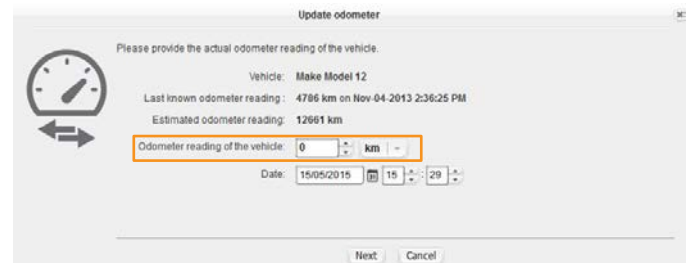 Update odometer
Please provide the actual odometer reading of the vehicle.
Vehicle: Make Model 12
Last known odometer reading : 4786 km on Nov-04-2013 2:36:25 PM
Estimated odometer reading: 12661 km
Odometer reading of the vehicle: 0 km
Date: 15/05/2015 15 : 29
Next Cancel